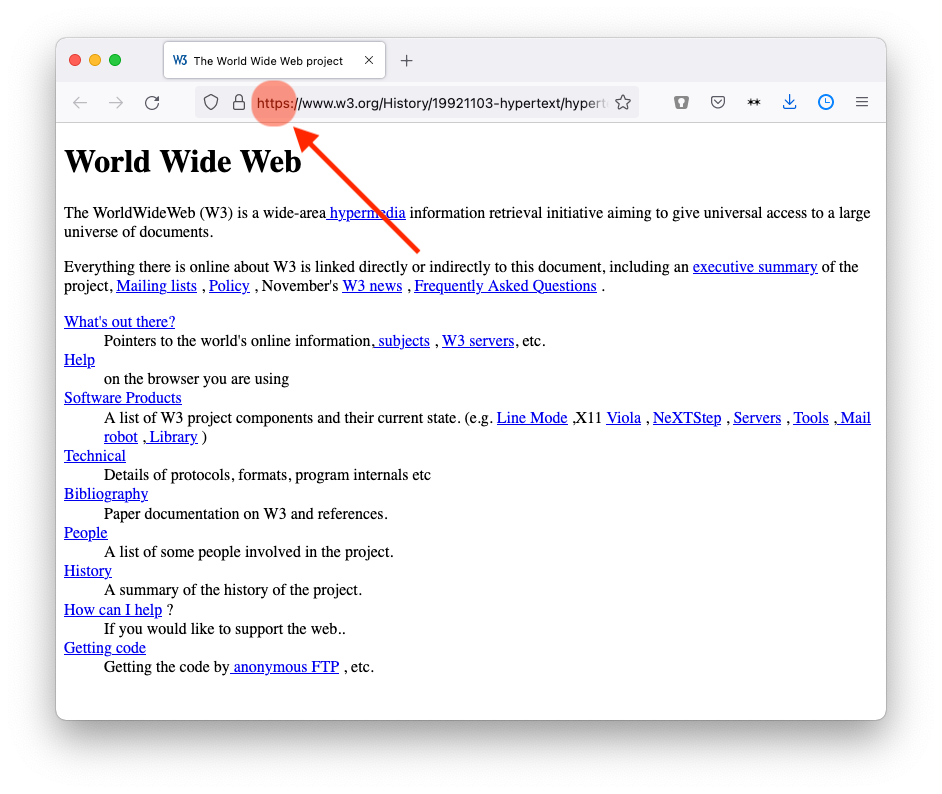 W3 The World Wide Web project
https://www.w3.org/History/19921103-hypertext/hypert
World Wide Web
The WorldWideWeb (W3) is a wide-area hypermedia information retrieval initiative aiming to give universal access to a large
universe of documents.
Everything there is online about W3 is linked directly or indirectly to this document, including an executive summary of the
project, Mailing lists , Policy , November's W3 news , Frequently Asked Questions .
What's out there?
Pointers to the world's online information, subjects , W3 servers, etc.
Help
on the browser you are using
Software Products
A list of W3 project components and their current state. (e.g. Line Mode ,X11 Viola , NeXTStep , Servers , Tools , Mail
robot , Library )
Technical
Details of protocols, formats, program internals etc
Bibliography
Paper documentation on W3 and references.
People
A list of some people involved in the project.
History
A summary of the history of the project.
How can I help ?
If you would like to support the web..
Getting code
Getting the code by anonymous FTP , etc.